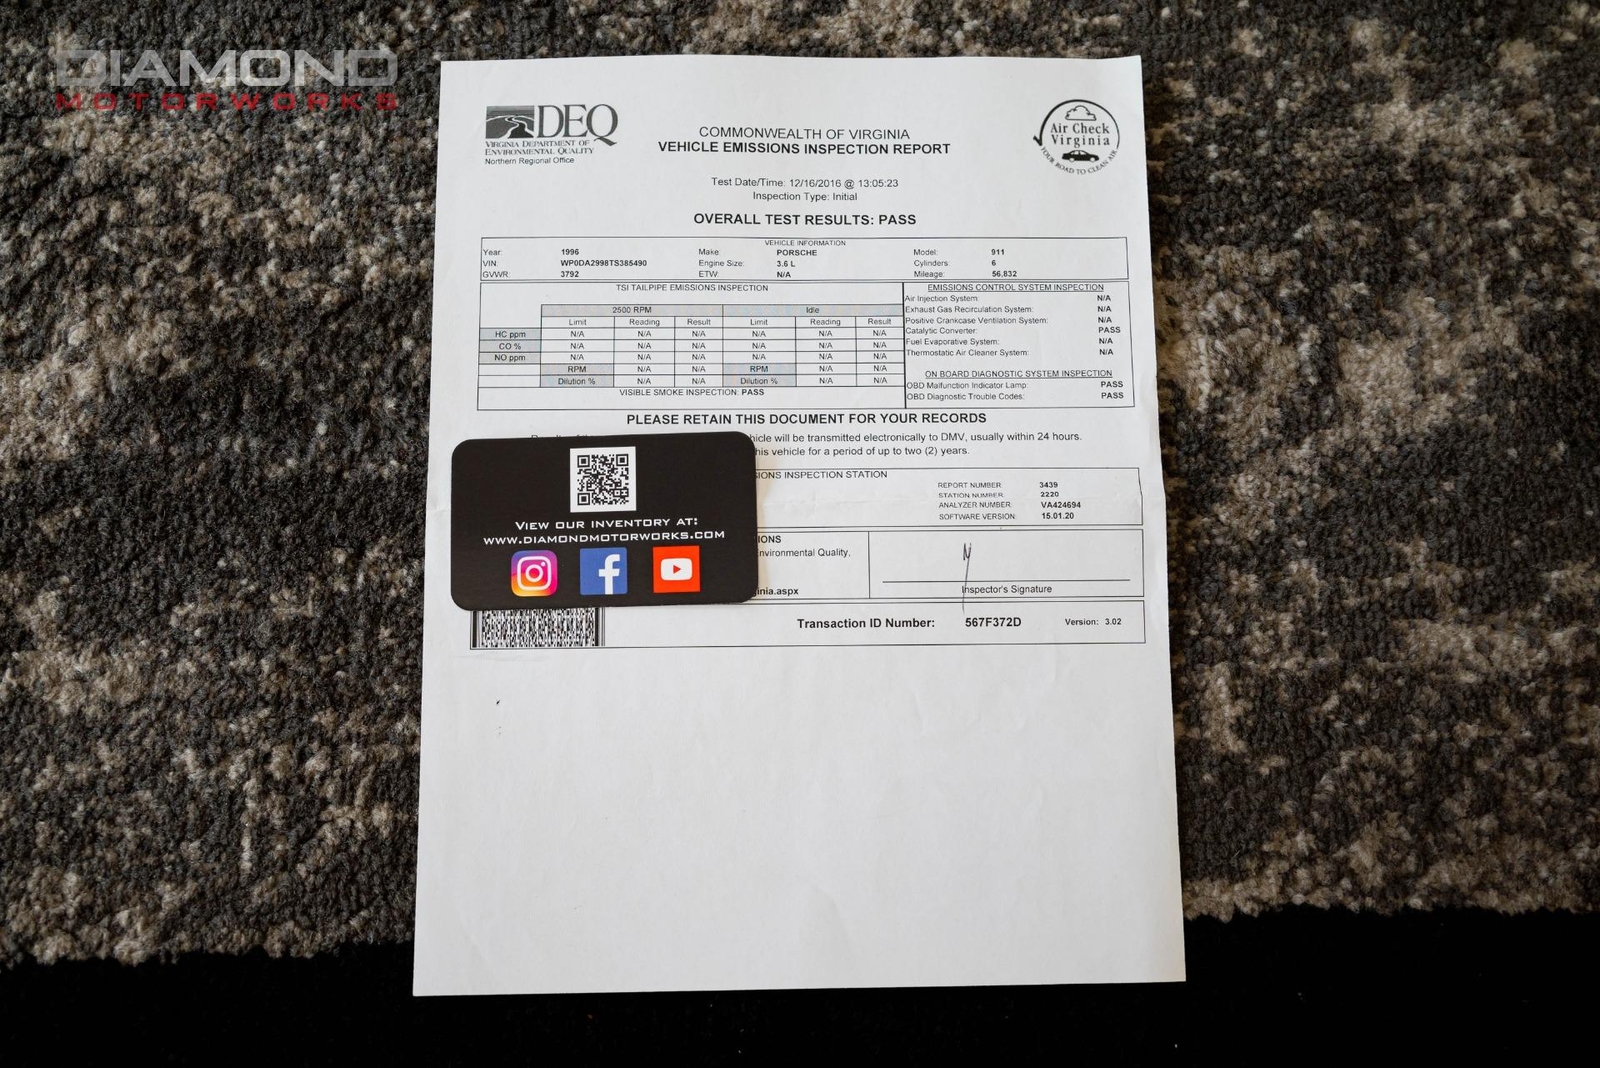 DIAMOND
MOTORWORKS
DEQ
VIRGINIA DEPARTMENT OF
ENVIRONMENTAL QUALITY
Northern Regional Office
COMMONWEALTH OF VIRGINIA
VEHICLE EMISSIONS INSPECTION REPORT
Air Check
Virginia
YOUR ROAD TO CLEAN AIR
Test Date/Time: 12/16/2016 @ 13:05:23
Inspection Type: Initial
OVERALL TEST RESULTS: PASS
VEHICLE INFORMATION
Year: 1996 Make: PORSCHE Model: 911
VIN: WP0DA2998TS385490 Engine Size: 3.6 L Cylinders: 6
GVWR: 3792 ETW: N/A Mileage: 56,832
TSI TAILPIPE EMISSIONS INSPECTION
2500 RPM Idle
Limit Reading Result Limit Reading Result
HC ppm N/A N/A N/A N/A N/A N/A
CO % N/A N/A N/A N/A N/A N/A
NO ppm N/A N/A N/A N/A N/A N/A
RPM N/A N/A RPM N/A N/A
Dilution % N/A N/A Dilution % N/A N/A
VISIBLE SMOKE INSPECTION: PASS
EMISSIONS CONTROL SYSTEM INSPECTION
Air Injection System: N/A
Exhaust Gas Recirculation System: N/A
Positive Crankcase Ventilation System: N/A
Catalytic Converter: PASS
Fuel Evaporative System: N/A
Thermostatic Air Cleaner System: N/A
ON BOARD DIAGNOSTIC SYSTEM INSPECTION
OBD Malfunction Indicator Lamp: PASS
OBD Diagnostic Trouble Codes: PASS
PLEASE RETAIN THIS DOCUMENT FOR YOUR RECORDS
hicle will be transmitted electronically to DMV, usually within 24 hours.
his vehicle for a period of up to two (2) years.
IONS INSPECTION STATION
REPORT NUMBER: 3439
STATION NUMBER: 2220
ANALYZER NUMBER: VA424694
SOFTWARE VERSION: 15.01.20
IONS
nvironmental Quality,
inia.aspx
Inspector's Signature
Transaction ID Number: 567F372D Version: 3.02
VIEW OUR INVENTORY AT:
WWW.DIAMONDMOTORWORKS.COM